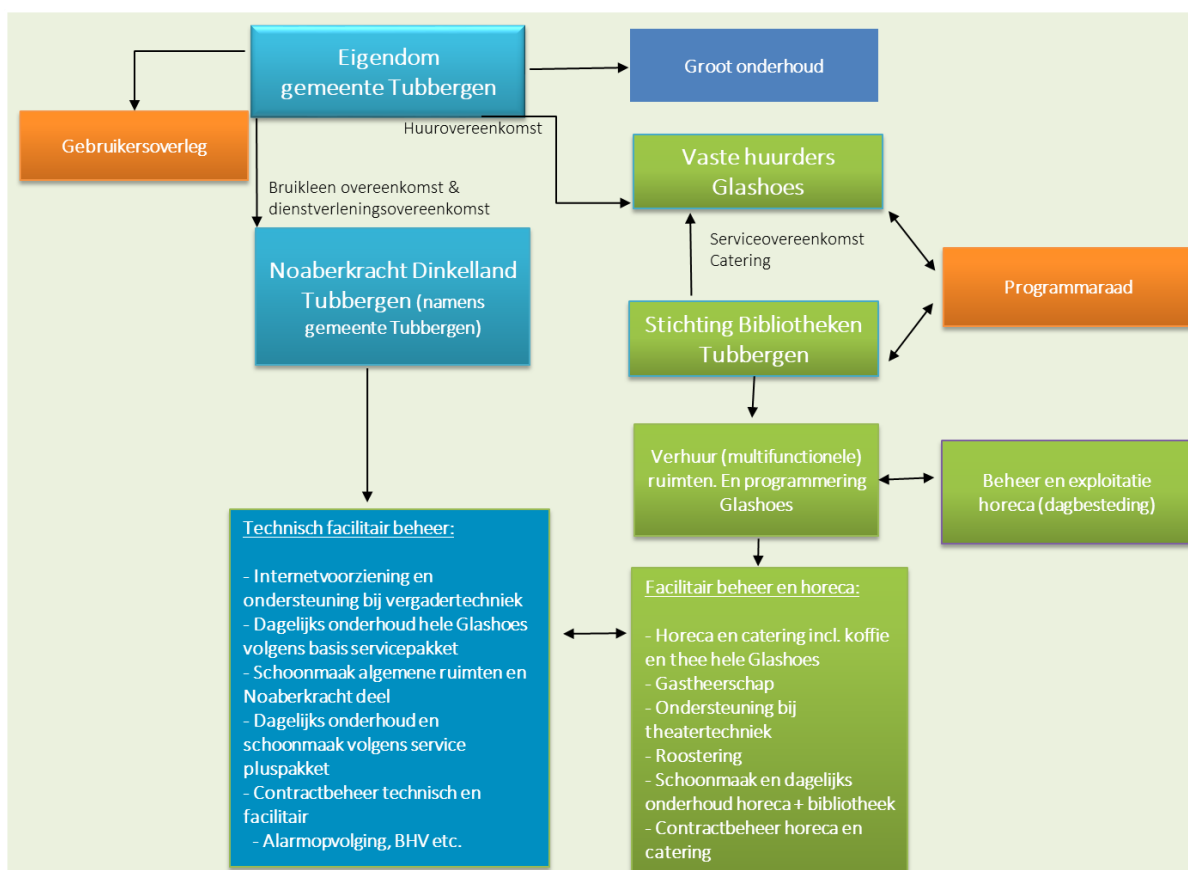 Eigendom
gemeente Tubbergen
Groot onderhoud
Gebruikersoverleg
Huurovereenkomst
Vaste huurders
Glashoes
Bruikleen overeenkomst &
dienstverleningsovereenkomst
Serviceovereenkomst
Catering
Noaberkracht Dinkelland
Tubbergen (namens
gemeente Tubbergen)
Programmaraad
Stichting Bibliotheken
Tubbergen
Verhuur (multifunctionele)
ruimten. En programmering
Glashoes
Beheer en exploitatie
horeca (dagbesteding)
Technisch facilitair beheer:
- Internetvoorziening en
ondersteuning bij vergadertechniek
- Dagelijks onderhoud hele Glashoes
volgens basis servicepakket
- Schoonmaak algemene ruimten en
Noaberkracht deel
- Dagelijks onderhoud en
schoonmaak volgens service
pluspakket
- Contractbeheer technisch en
facilitair
- Alarmopvolging, BHV etc.
Facilitair beheer en horeca:
- Horeca en catering incl. koffie
en thee hele Glashoes
- Gastheerschap
- Ondersteuning bij
theatertechniek
- Roostering
- Schoonmaak en dagelijks
onderhoud horeca + bibliotheek
- Contractbeheer horeca en
catering